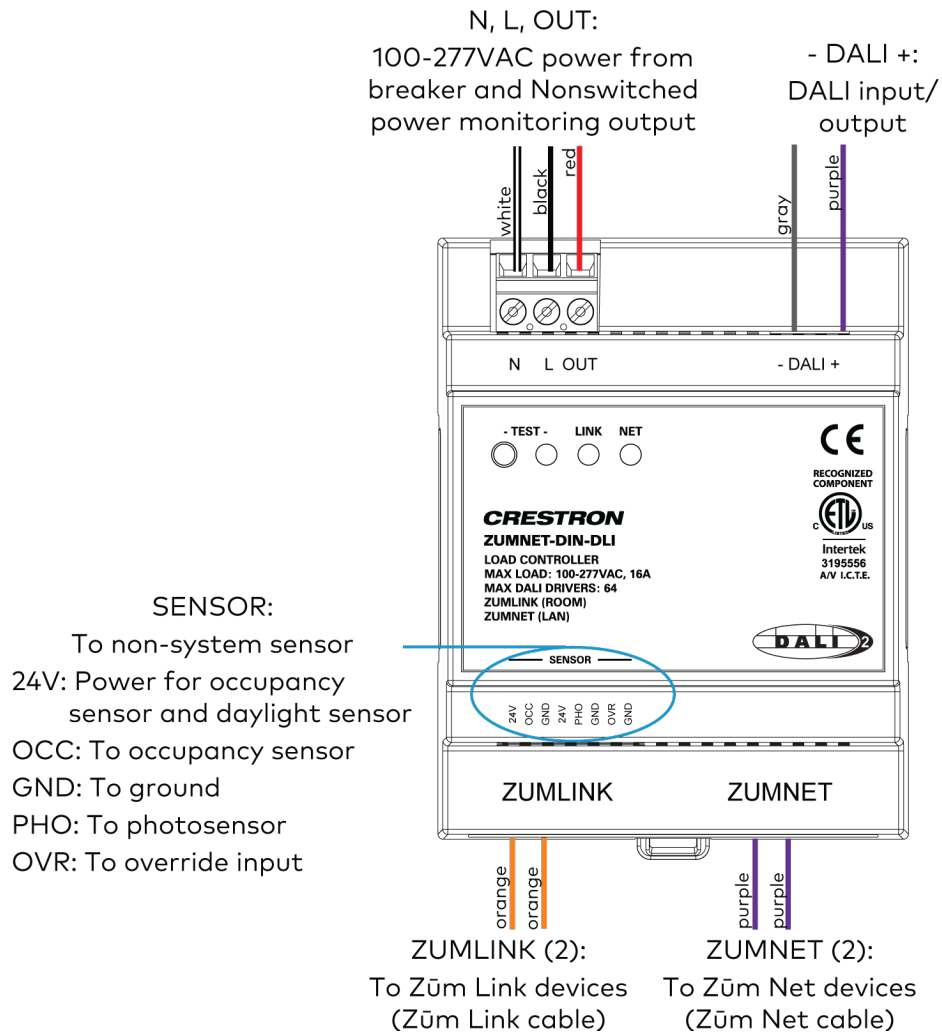 N, L, OUT:
100-277VAC power from
breaker and Nonswitched
power monitoring output
- DALI +:
DALI input/
output
white
black
red
gray
purple
N L OUT
- DALI +
- TEST - LINK NET
CE
RECOGNIZED
COMPONENT
C ETL US
LISTED
Intertek
3195556
A/V I.C.T.E.
CRESTRON
ZUMNET-DIN-DLI
LOAD CONTROLLER
MAX LOAD: 100-277VAC, 16A
MAX DALI DRIVERS: 64
ZUMLINK (ROOM)
ZUMNET (LAN)
DALI 2
SENSOR
24V OCC GND 24V PHO GND OVR GND
SENSOR:
To non-system sensor
24V: Power for occupancy
sensor and daylight sensor
OCC: To occupancy sensor
GND: To ground
PHO: To photosensor
OVR: To override input
ZUMLINK ZUMNET
orange
orange
purple
purple
ZUMLINK (2):
To Zūm Link devices
(Zūm Link cable)
ZUMNET (2):
To Zūm Net devices
(Zūm Net cable)